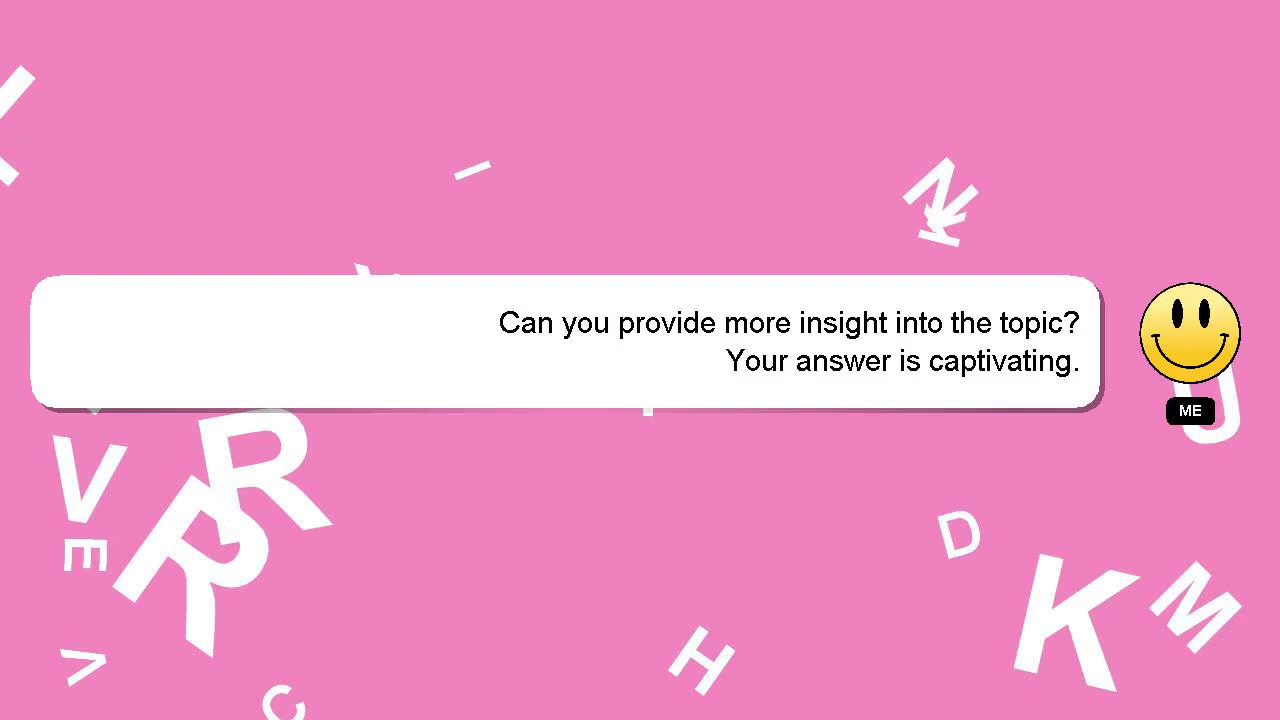 I
N
K
Can you provide more insight into the topic?
Your answer is captivating.
ME
U
V
R
R
E
D
K
M
V
H
C